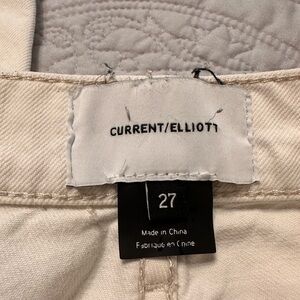 CURRENT/ELLIOTT
27
Made in China
Fabriqué en Chine